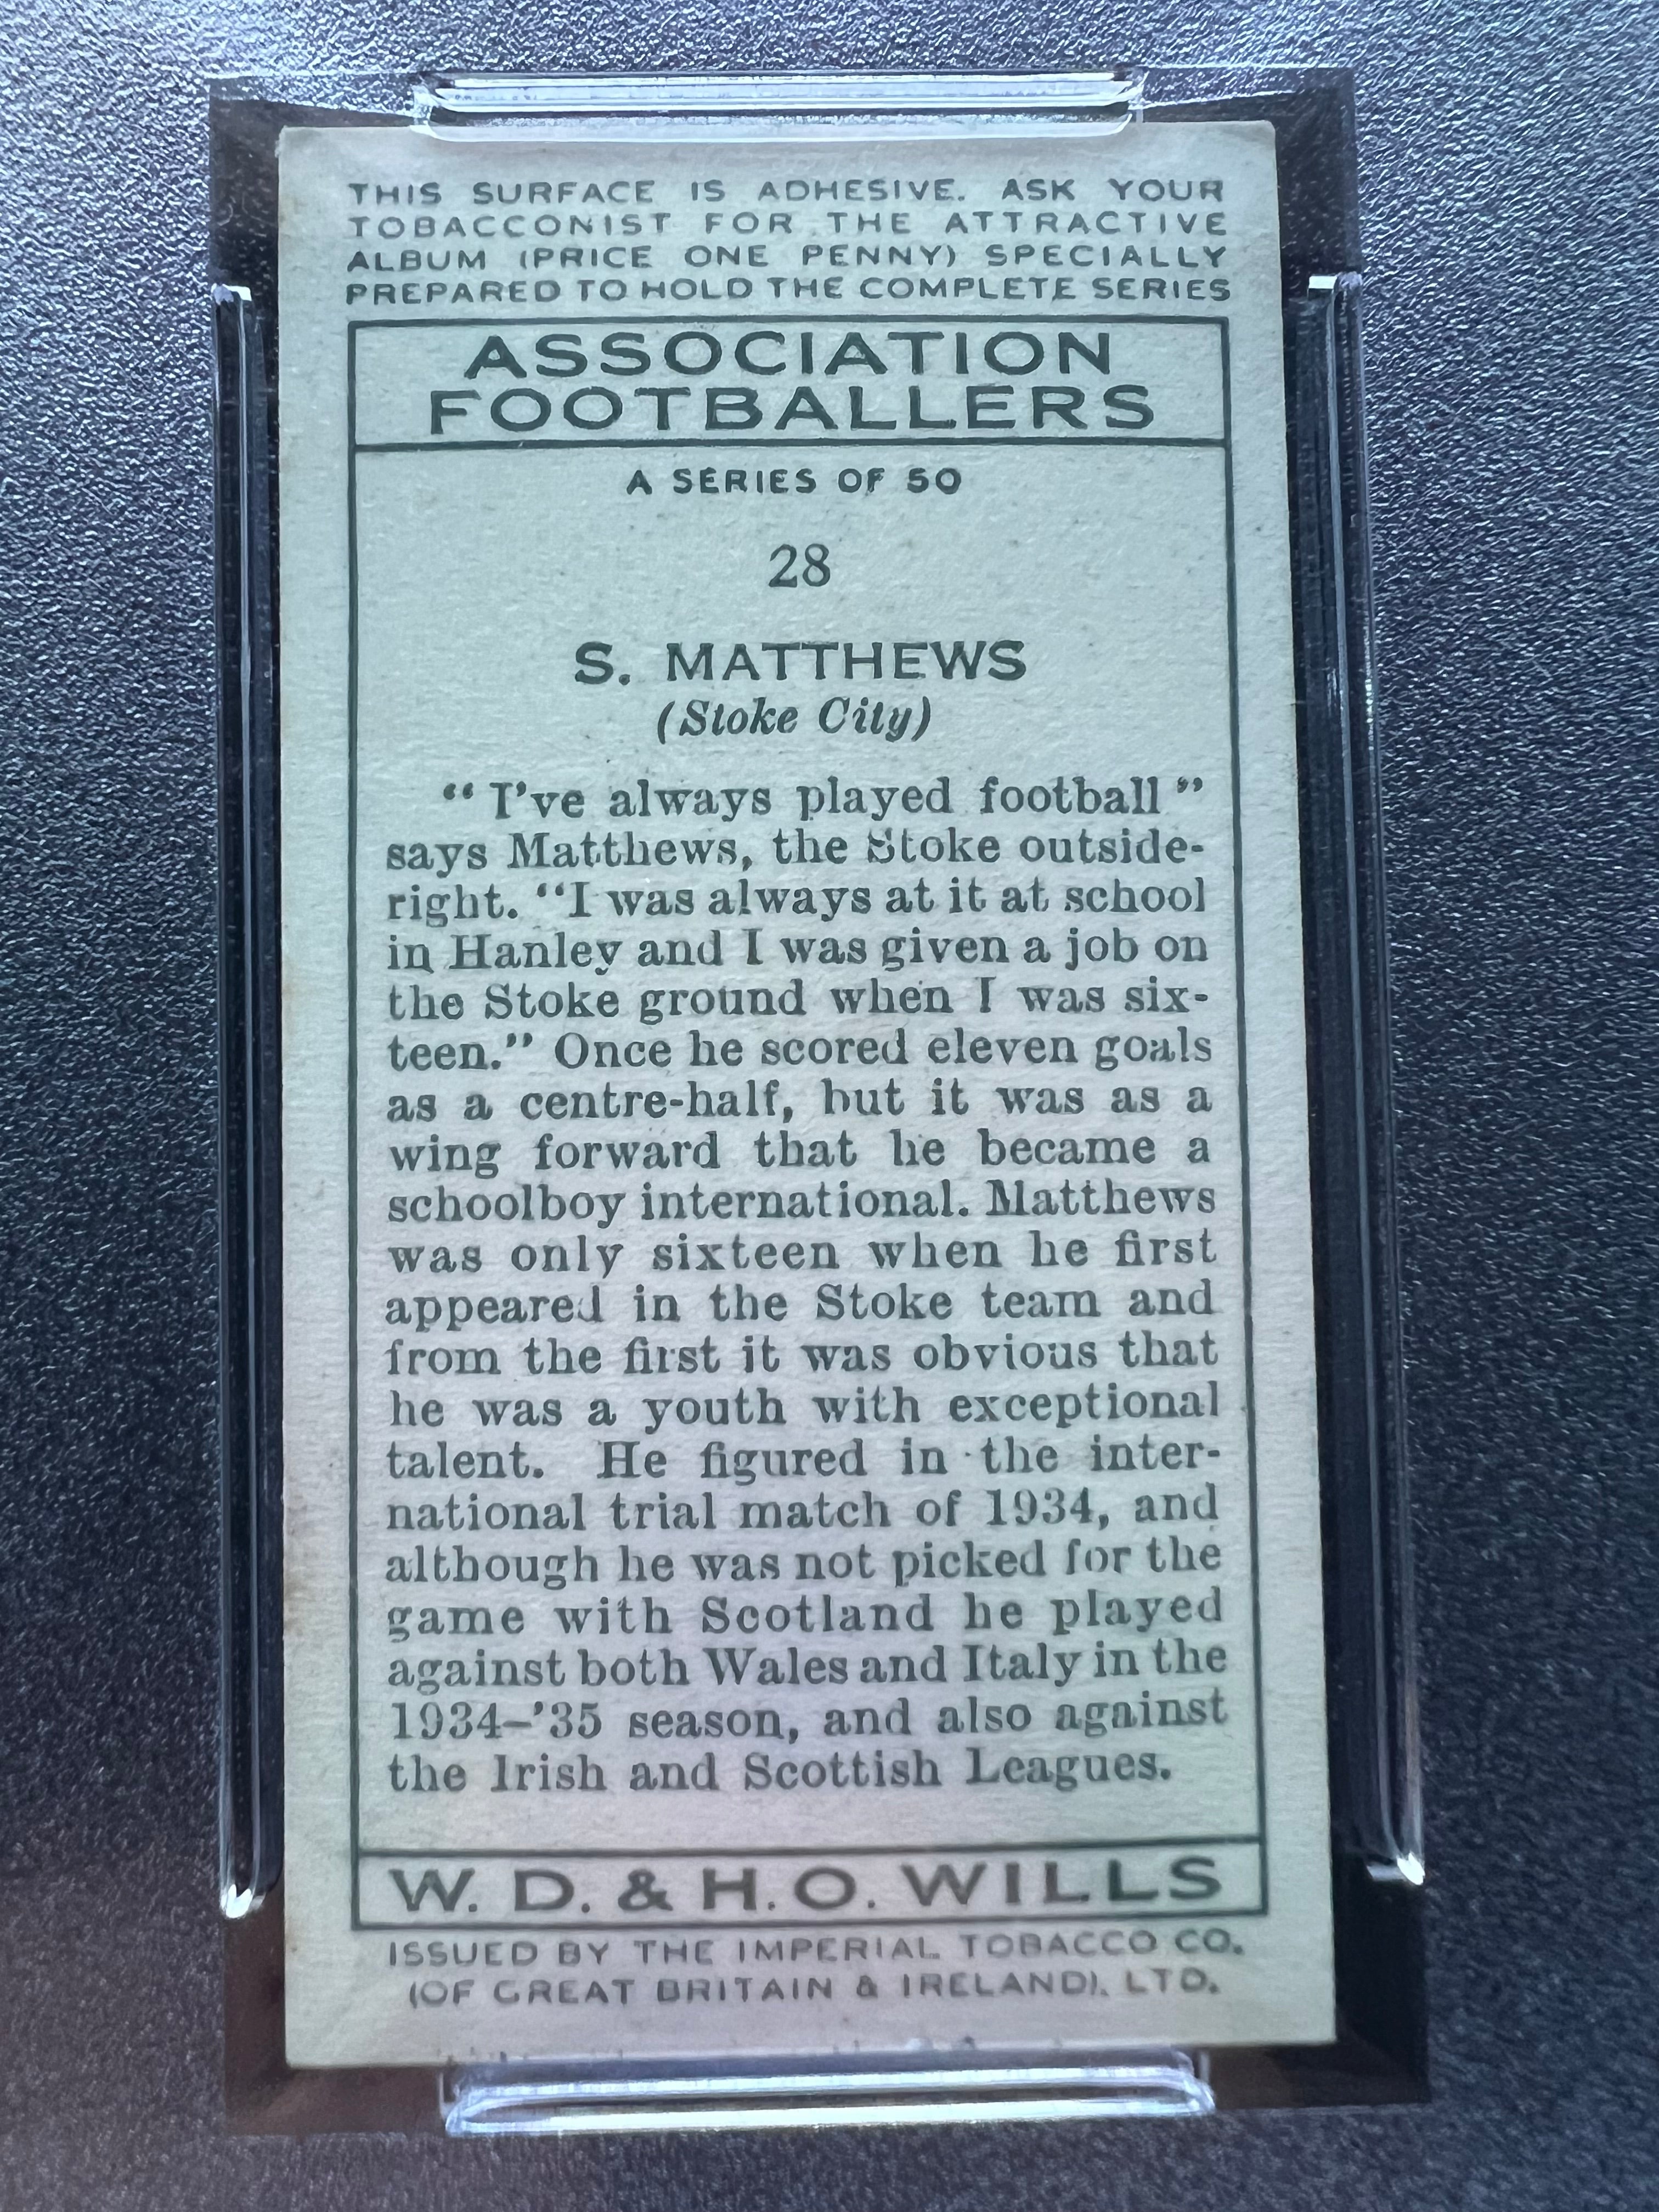 THIS SURFACE IS ADHESIVE. ASK YOUR
TOBACCONIST FOR THE ATTRACTIVE
ALBUM (PRICE ONE PENNY) SPECIALLY
PREPARED TO HOLD THE COMPLETE SERIES
ASSOCIATION
FOOTBALLERS
A SERIES OF 50
28
S. MATTHEWS
(Stoke City)
“I’ve always played football”
says Matthews, the Stoke outside-
right. “I was always at it at school
in Hanley and I was given a job on
the Stoke ground when I was six-
teen.” Once he scored eleven goals
as a centre-half, but it was as a
wing forward that he became a
schoolboy international. Matthews
was only sixteen when he first
appeared in the Stoke team and
from the first it was obvious that
he was a youth with exceptional
talent. He figured in the inter-
national trial match of 1934, and
although he was not picked for the
game with Scotland he played
against both Wales and Italy in the
1934–’35 season, and also against
the Irish and Scottish Leagues.
W. D. & H. O. WILLS
ISSUED BY THE IMPERIAL TOBACCO CO.
(OF GREAT BRITAIN & IRELAND), LTD.